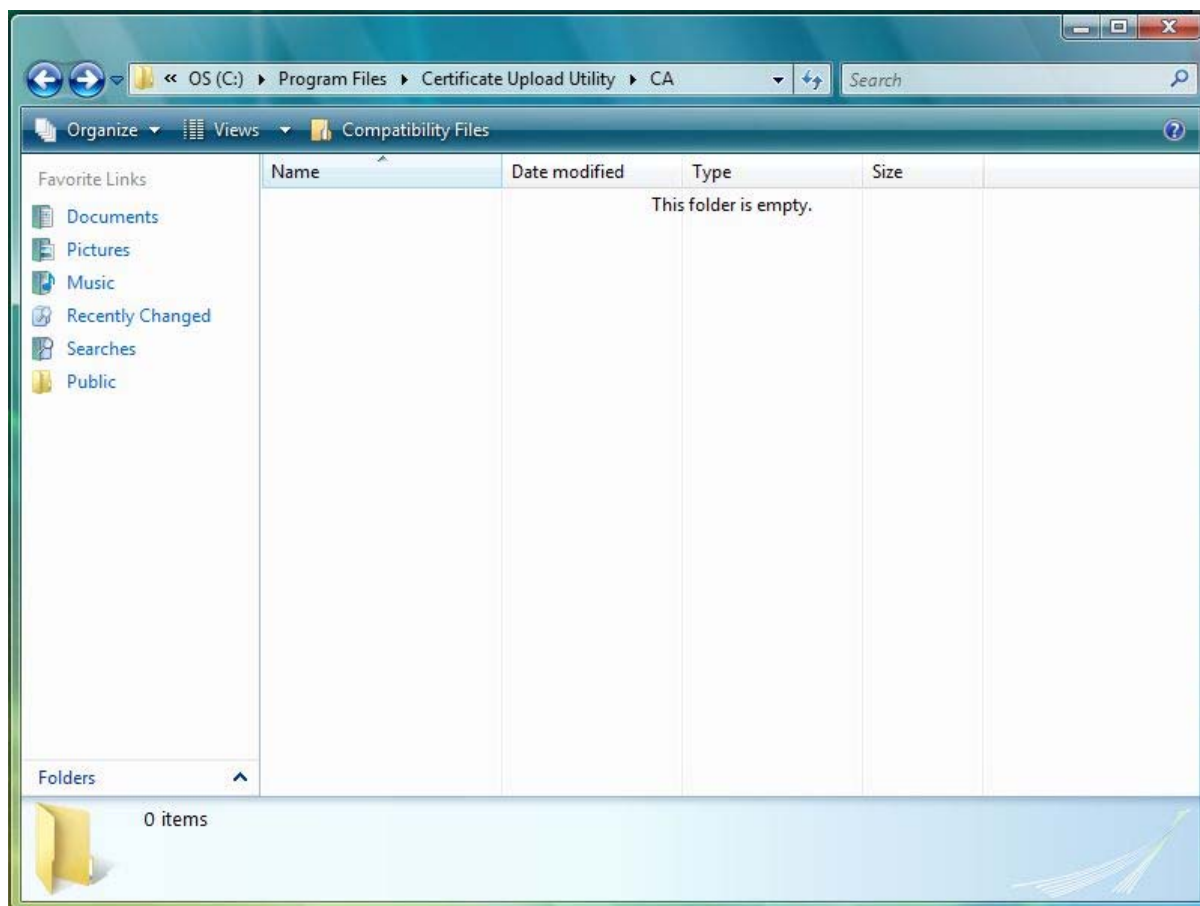 « OS (C:) ▸ Program Files ▸ Certificate Upload Utility ▸ CA
Search
Organize Views Compatibility Files
Favorite Links
Documents
Pictures
Music
Recently Changed
Searches
Public
Folders
Name Date modified Type Size
This folder is empty.
0 items